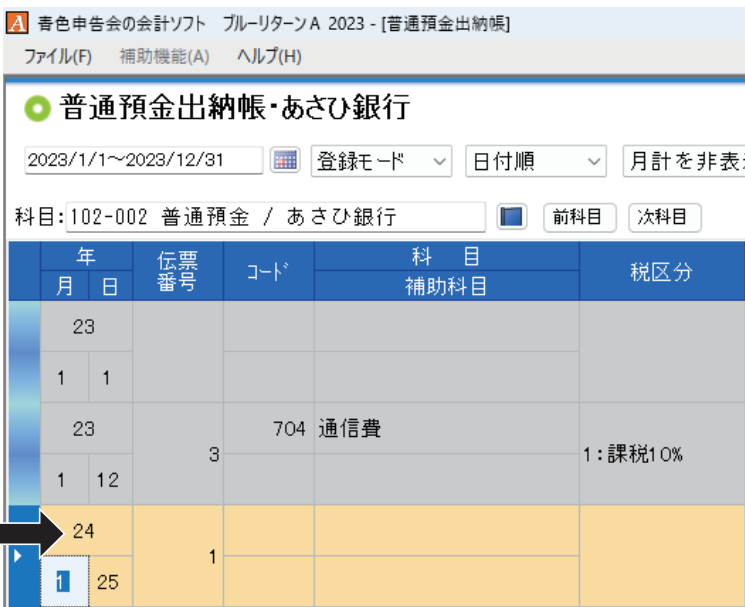 青色申告会の会計ソフト ブルーリターンA 2023 - [普通預金出納帳]
ファイル(F) 補助機能(A) ヘルプ(H)
普通預金出納帳・あさひ銀行
2023/1/1～2023/12/31 登録モード 日付順 月計を非表
科目:102-002 普通預金 / あさひ銀行 前科目 次科目
年 伝票番号 コード 科 目 税区分
月 日 補助科目
23
1 1
23 3 704 通信費 1:課税10%
1 12
24 1
1 25